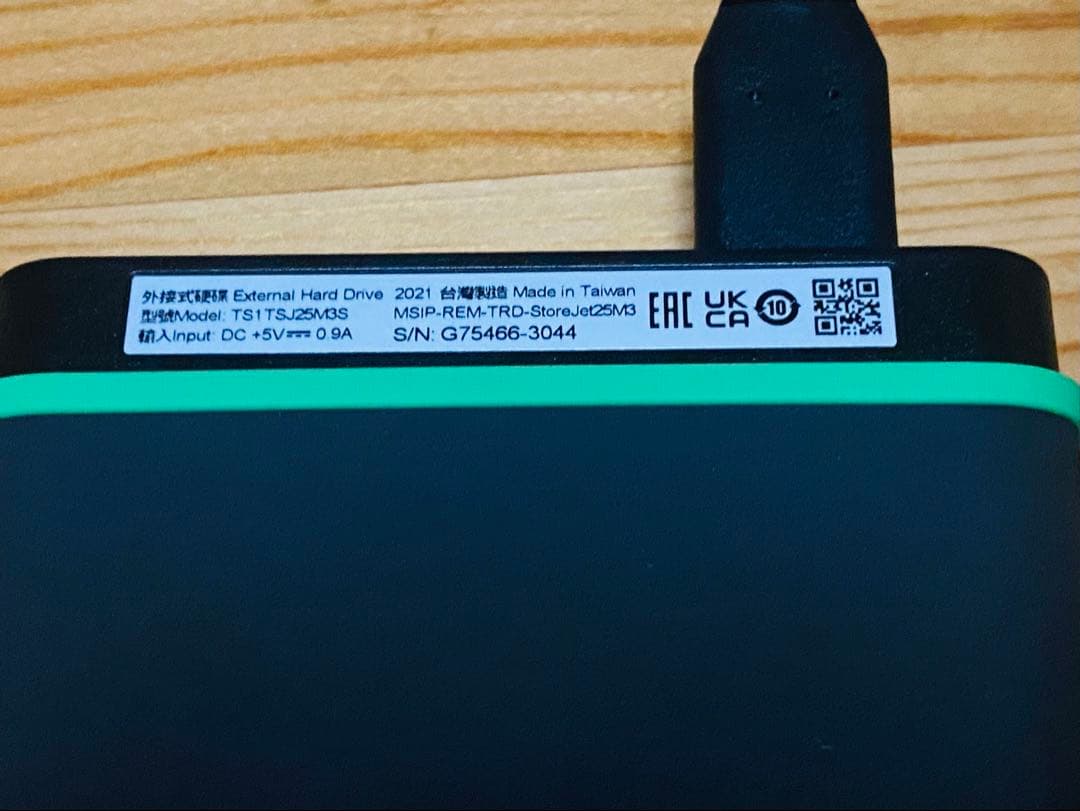 外接式硬碟 External Hard Drive
型號Model: TS1TSJ25M3S
輸入Input: DC +5V⎓ 0.9A
2021 台灣製造 Made in Taiwan
MSIP-REM-TRD-StoreJet25M3
S/N: G75466-3044
EAC
UK
CA
10